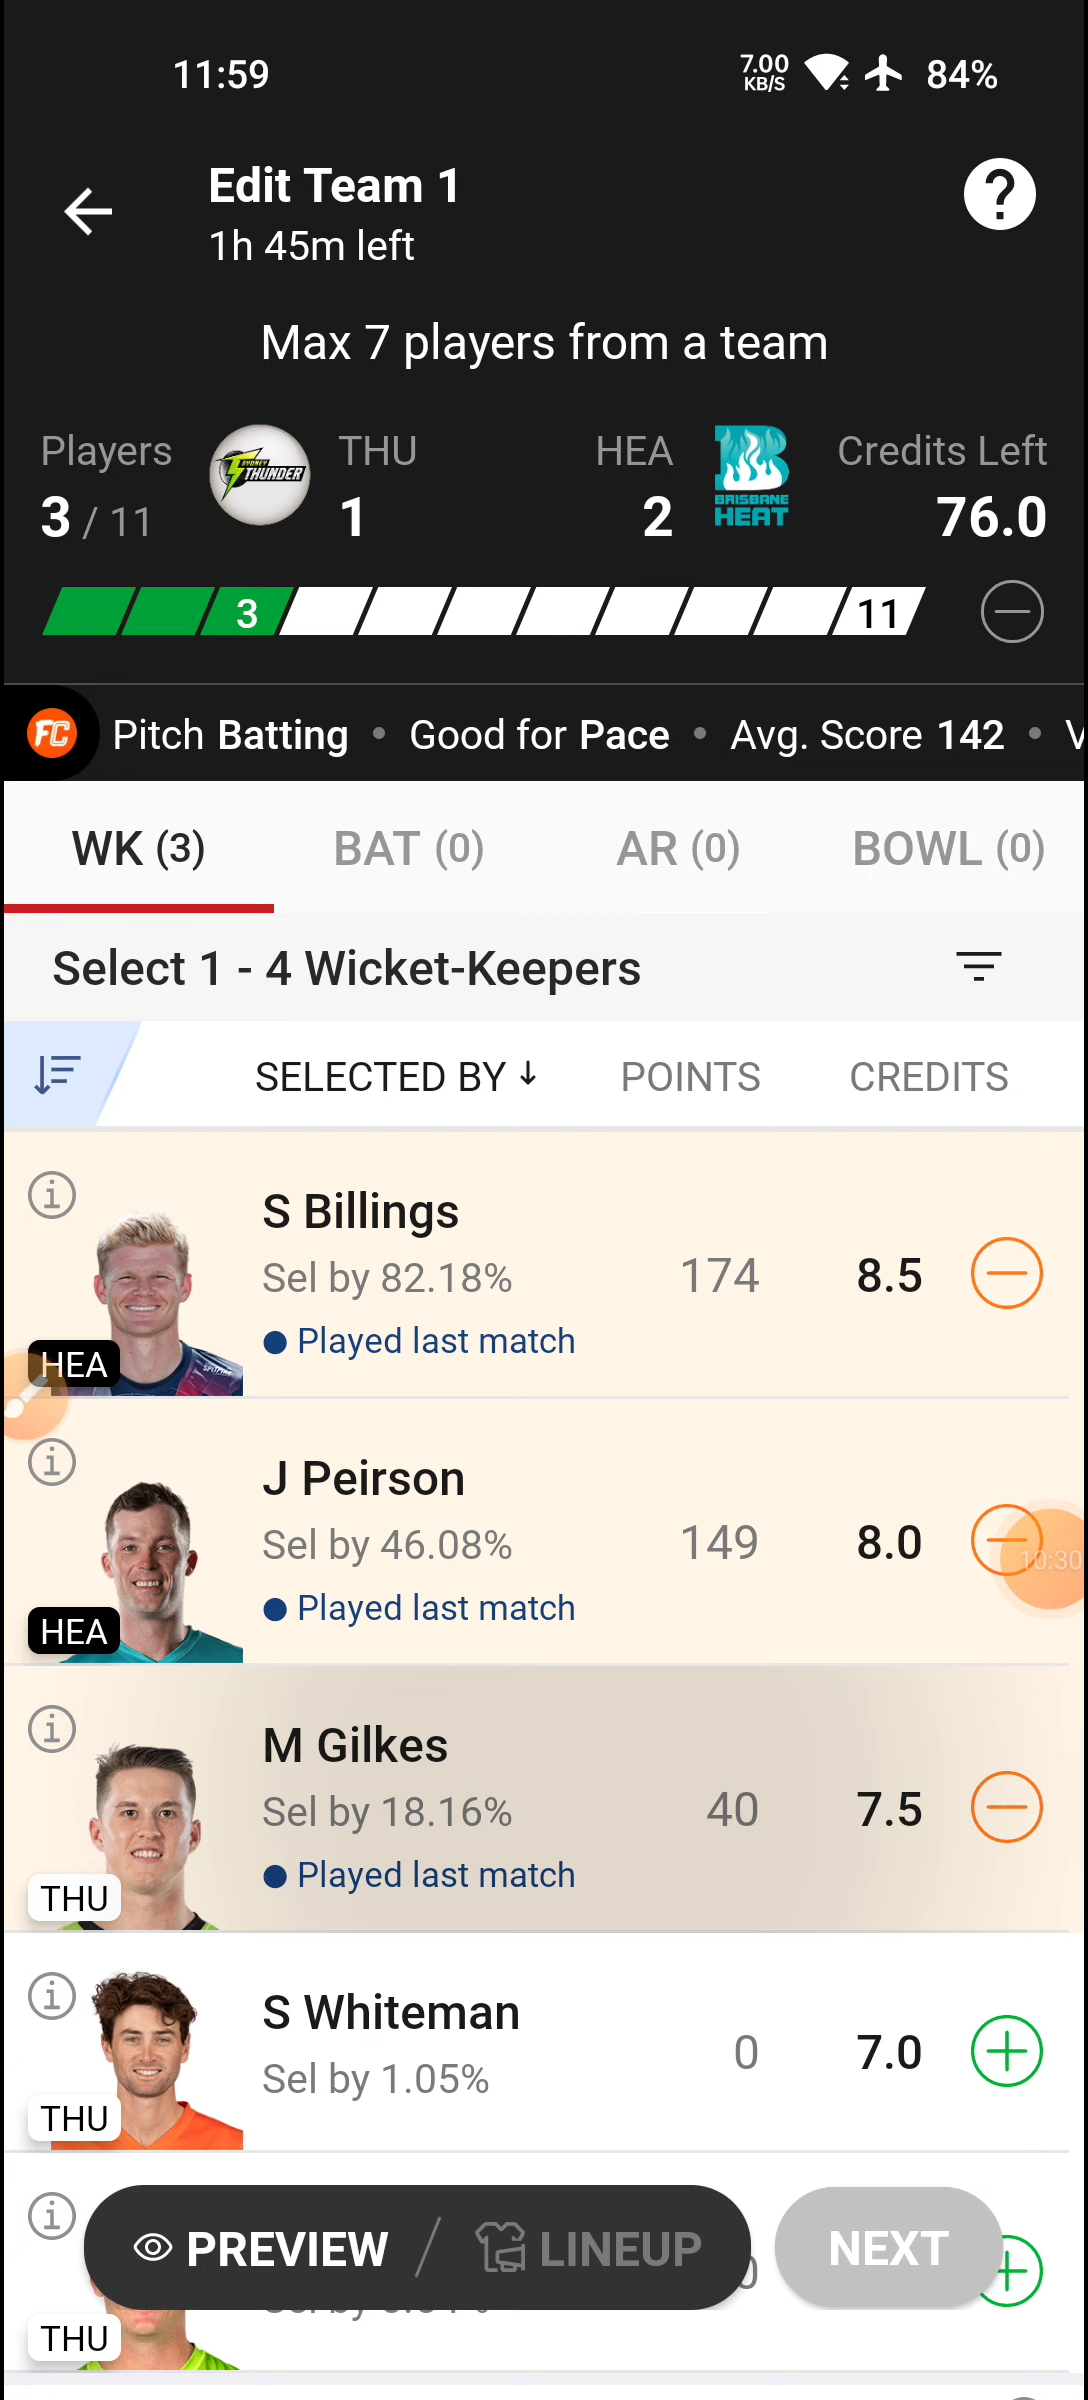 11:59
7.00 KB/S
84%
Edit Team 1
1h 45m left
Max 7 players from a team
Players
3 / 11
SYDNEY THUNDER
THU
1
HEA
2
BRISBANE HEAT
Credits Left
76.0
3
11
FC
Pitch Batting • Good for Pace • Avg. Score 142 • V
WK (3)
BAT (0)
AR (0)
BOWL (0)
Select 1 - 4 Wicket-Keepers
SELECTED BY ↓
POINTS
CREDITS
S Billings
Sel by 82.18%
174
8.5
Played last match
HEA
J Peirson
Sel by 46.08%
149
8.0
10:30
Played last match
HEA
M Gilkes
Sel by 18.16%
40
7.5
Played last match
THU
S Whiteman
Sel by 1.05%
0
7.0
THU
PREVIEW
LINEUP
NEXT
THU